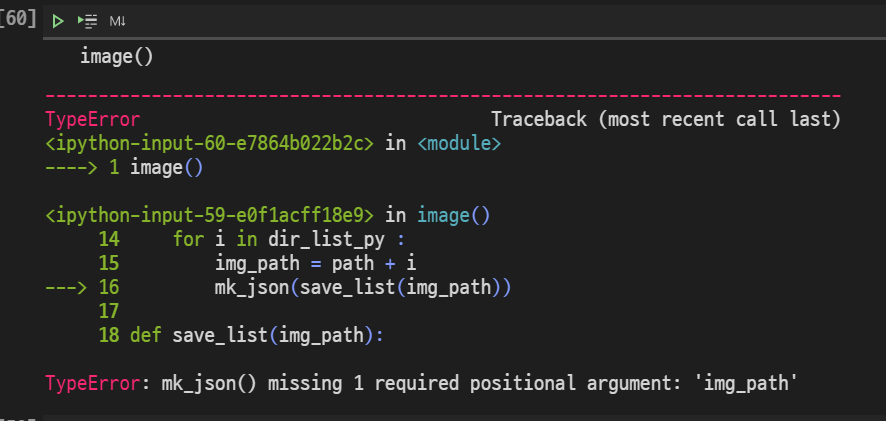 [60]
M↓
image()
---------------------------------------------------------------------------
TypeError                                 Traceback (most recent call last)
<ipython-input-60-e7864b022b2c> in <module>
----> 1 image()
<ipython-input-59-e0f1acff18e9> in image()
     14     for i in dir_list_py :
     15         img_path = path + i
---> 16         mk_json(save_list(img_path))
     17
     18 def save_list(img_path):
TypeError: mk_json() missing 1 required positional argument: 'img_path'